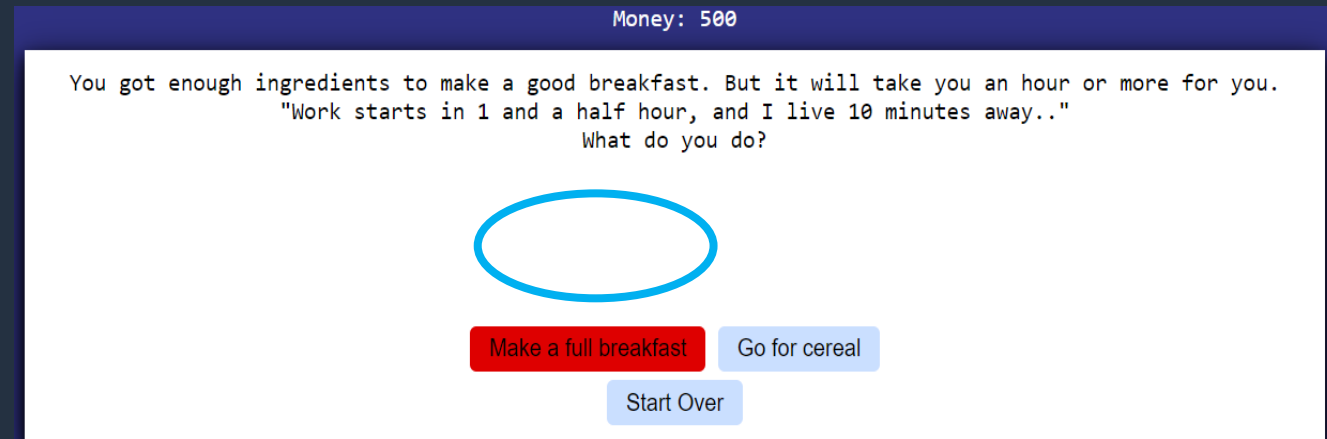 Money: 500
You got enough ingredients to make a good breakfast. But it will take you an hour or more for you.
"Work starts in 1 and a half hour, and I live 10 minutes away.."
What do you do?
Make a full breakfast
Go for cereal
Start Over